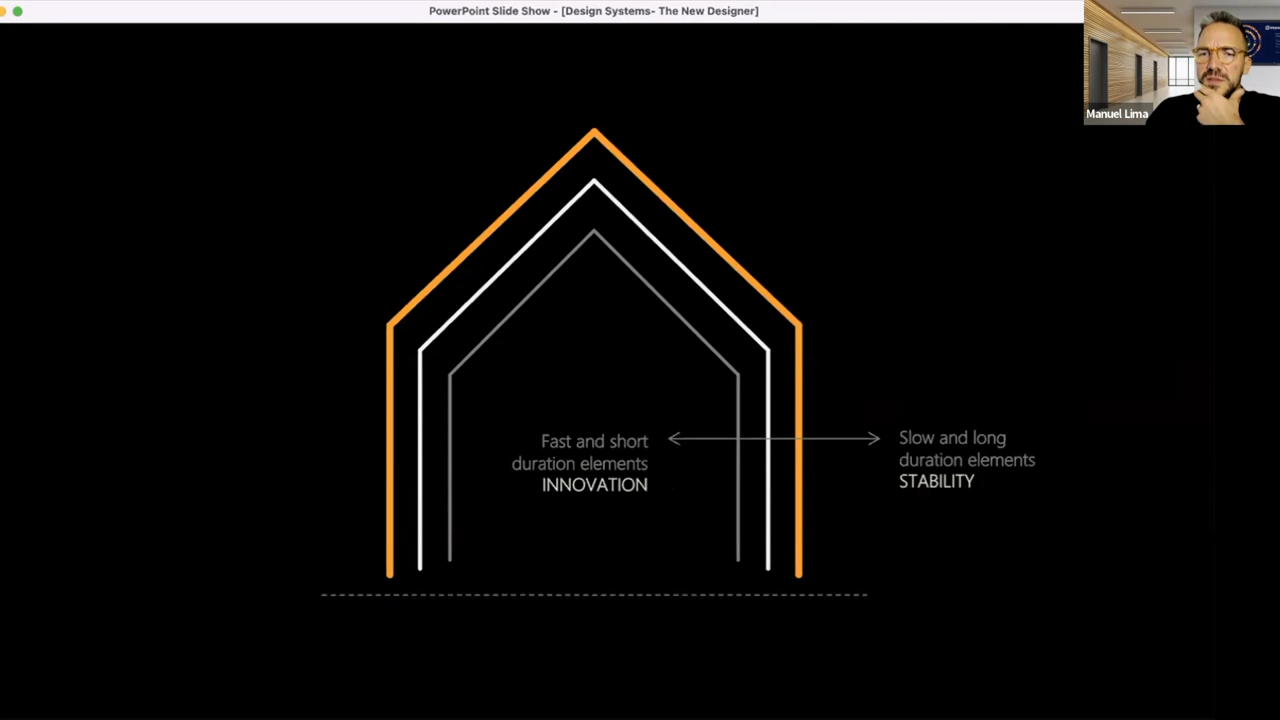 PowerPoint Slide Show - [Design Systems- The New Designer]
Manuel Lima
Fast and short
duration elements
INNOVATION
Slow and long
duration elements
STABILITY